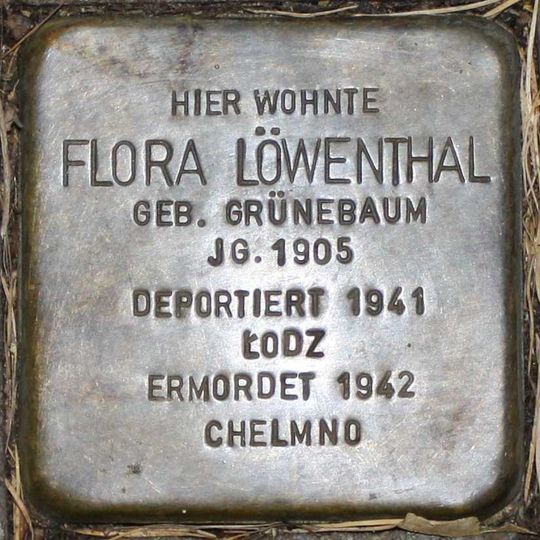 HIER WOHNTE
FLORA LÖWENTHAL
GEB. GRÜNEBAUM
JG. 1905
DEPORTIERT 1941
ŁODZ
ERMORDET 1942
CHELMNO